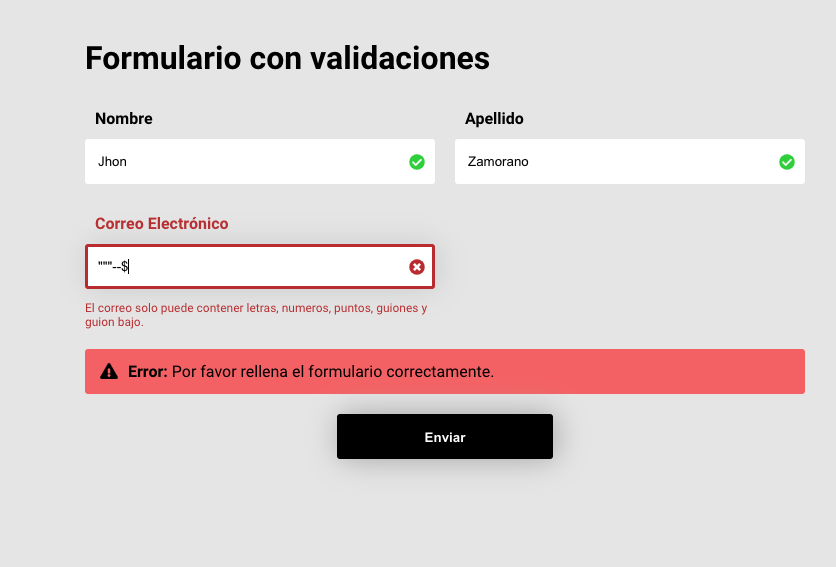 Formulario con validaciones
Nombre
Apellido
Jhon
Zamorano
Correo Electrónico
"""--$
El correo solo puede contener letras, numeros, puntos, guiones y
guion bajo.
Error: Por favor rellena el formulario correctamente.
Enviar